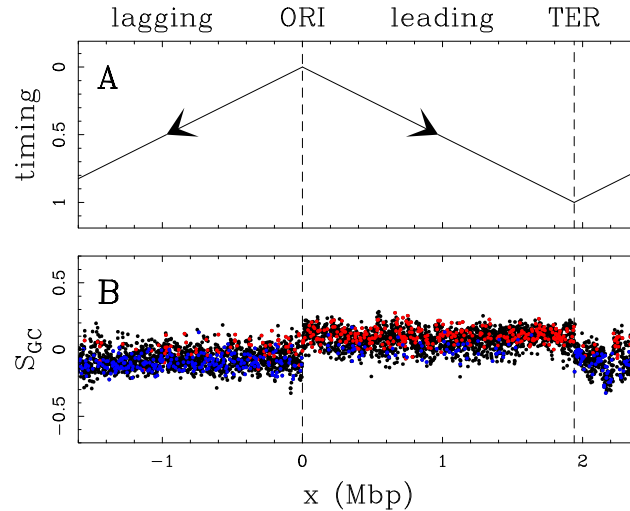 lagging ORI leading TER
A
timing
0
0.5
1
B
S_GC
0.5
0
-0.5
-1 0 1 2
x (Mbp)